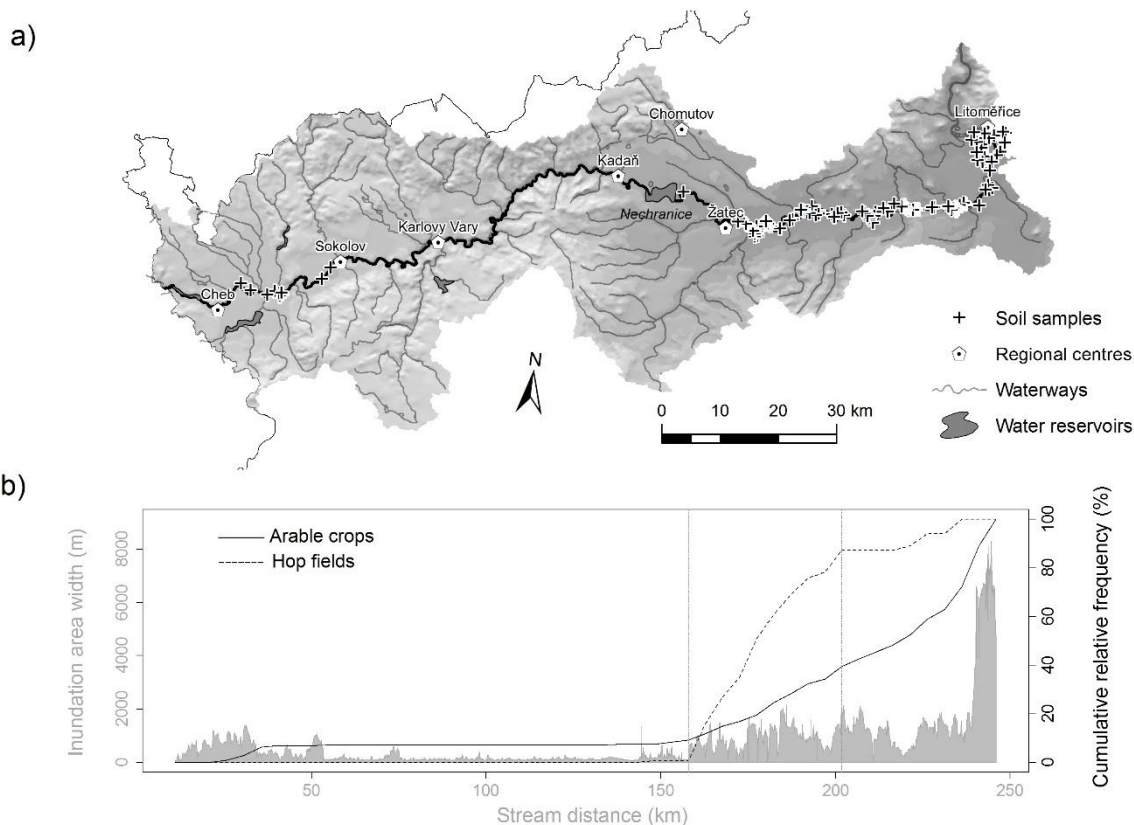 a)
Chomutov
Litoměřice
Kadaň
Nechranice
Žatec
Karlovy Vary
Sokolov
Cheb
N
0 10 20 30 km
Soil samples
Regional centres
Waterways
Water reservoirs
b)
Inundation area width (m)
0 2000 4000 6000 8000
Arable crops
Hop fields
0 20 40 60 80 100
Cumulative relative frequency (%)
50 100 150 200 250
Stream distance (km)